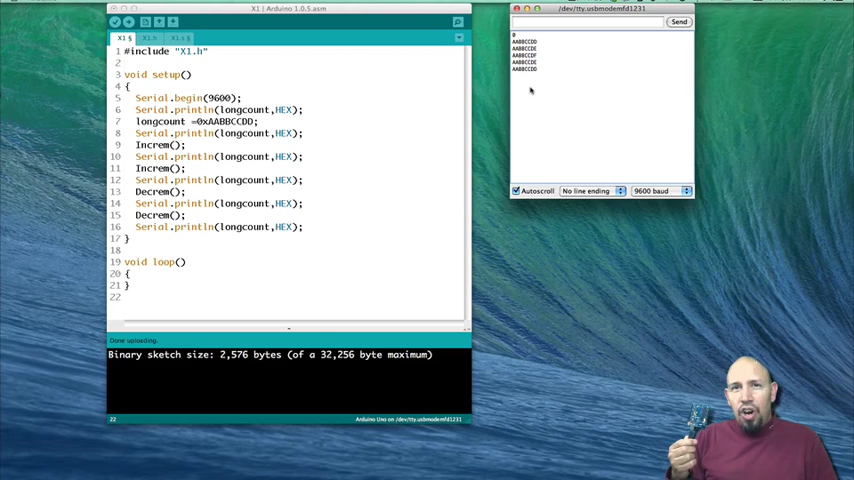 X1 | Arduino 1.0.5.asm
X1 §
X1.h
X1.s §
1 #include "X1.h"
2
3 void setup()
4 {
5 Serial.begin(9600);
6 Serial.println(longcount,HEX);
7 longcount =0xAABBCCDD;
8 Serial.println(longcount,HEX);
9 Increm();
10 Serial.println(longcount,HEX);
11 Increm();
12 Serial.println(longcount,HEX);
13 Decrem();
14 Serial.println(longcount,HEX);
15 Decrem();
16 Serial.println(longcount,HEX);
17 }
18
19 void loop()
20 {
21 }
22
Done uploading.
Binary sketch size: 2,576 bytes (of a 32,256 byte maximum)
22
Arduino Uno on /dev/tty.usbmodemfd1231
/dev/tty.usbmodemfd1231
Send
0
AABBCCDD
AABBCCDE
AABBCCDF
AABBCCDE
AABBCCDD
Autoscroll
No line ending
9600 baud